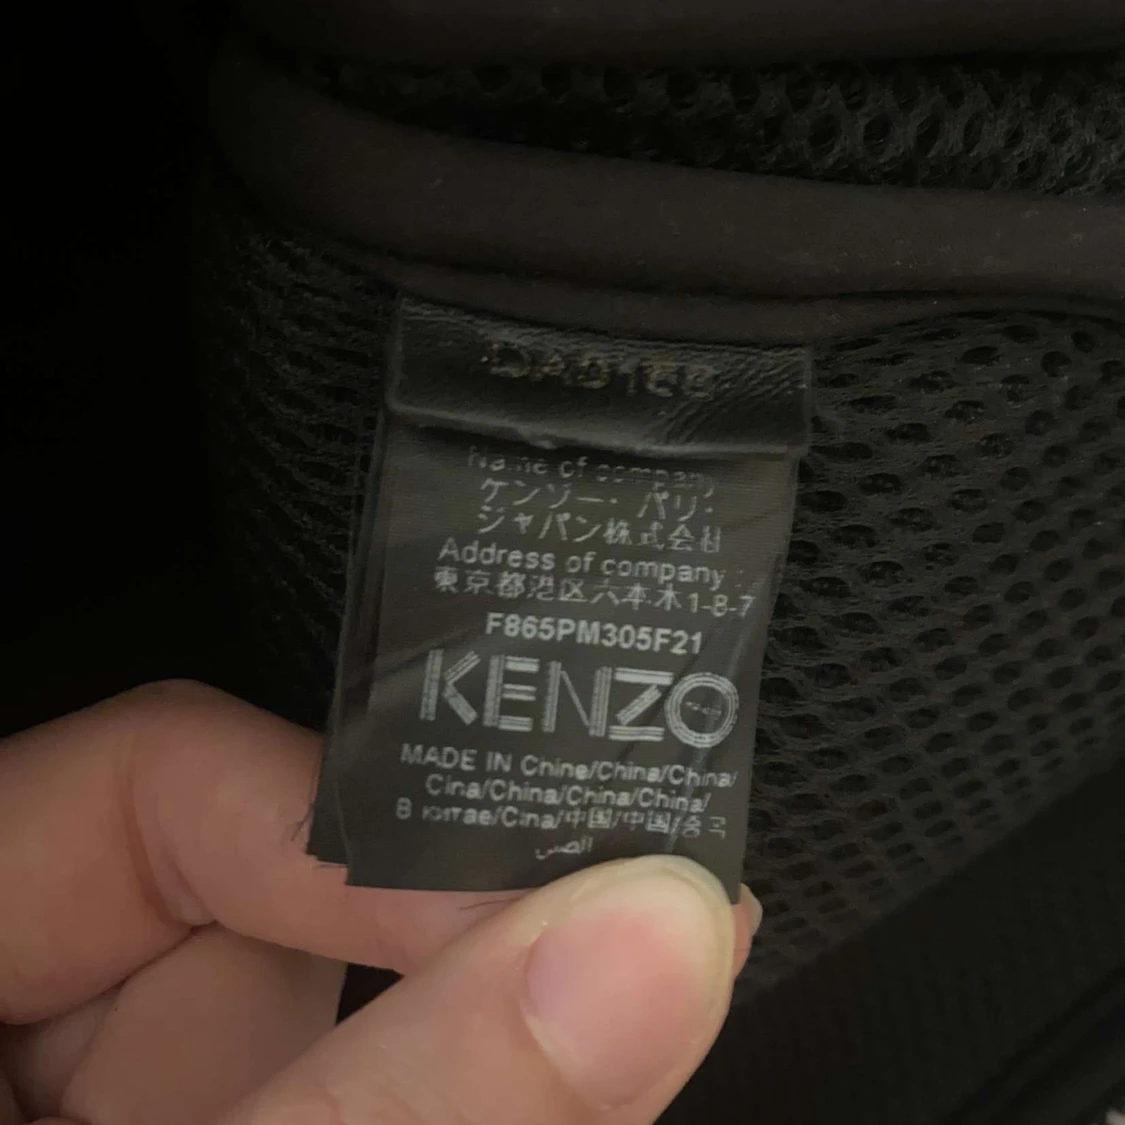 Name of company
ケンゾー・パリ・
ジャパン株式会社
Address of company :
東京都港区六本木1-8-7
F865PM305F21
KENZO
MADE IN Chine/China/China/
Cina/China/China/China/
В Китае/Cina/中国/中国/중국
الصين